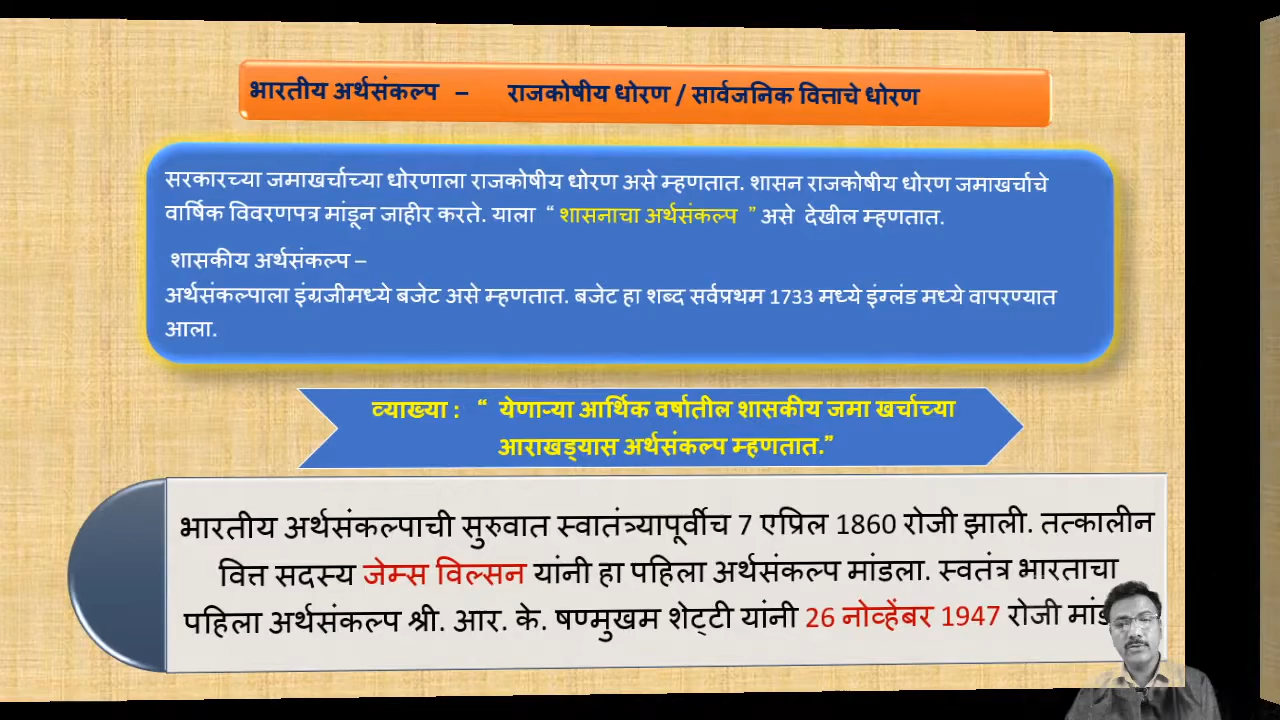 भारतीय अर्थसंकल्प – राजकोषीय धोरण / सार्वजनिक वित्ताचे धोरण
सरकारच्या जमाखर्चाच्या धोरणाला राजकोषीय धोरण असे म्हणतात. शासन राजकोषीय धोरण जमाखर्चाचे
वार्षिक विवरणपत्र मांडून जाहीर करते. याला “ शासनाचा अर्थसंकल्प ” असे देखील म्हणतात.
शासकीय अर्थसंकल्प –
अर्थसंकल्पाला इंग्रजीमध्ये बजेट असे म्हणतात. बजेट हा शब्द सर्वप्रथम 1733 मध्ये इंग्लंड मध्ये वापरण्यात
आला.
व्याख्या : “ येणाऱ्या आर्थिक वर्षातील शासकीय जमा खर्चाच्या
आराखड्यास अर्थसंकल्प म्हणतात.”
भारतीय अर्थसंकल्पाची सुरुवात स्वातंत्र्यापूर्वीच 7 एप्रिल 1860 रोजी झाली. तत्कालीन
वित्त सदस्य जेम्स विल्सन यांनी हा पहिला अर्थसंकल्प मांडला. स्वतंत्र भारताचा
पहिला अर्थसंकल्प श्री. आर. के. षण्मुखम शेट्टी यांनी 26 नोव्हेंबर 1947 रोजी